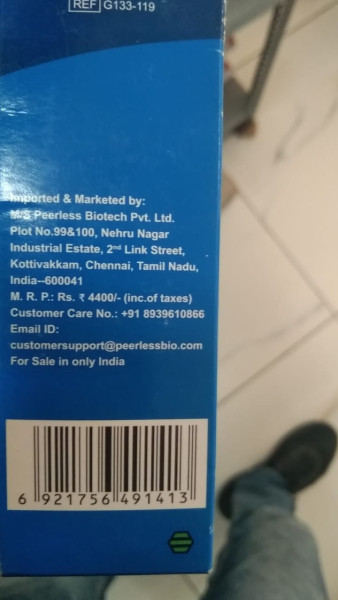 REF G133-119
Imported & Marketed by:
M/S Peerless Biotech Pvt. Ltd.
Plot No.99&100, Nehru Nagar
Industrial Estate, 2nd Link Street,
Kottivakkam, Chennai, Tamil Nadu,
India--600041
M. R. P.: Rs. ₹ 4400/- (inc.of taxes)
Customer Care No.: +91 8939610866
Email ID:
customersupport@peerlessbio.com
For Sale in only India
6 921756 491413